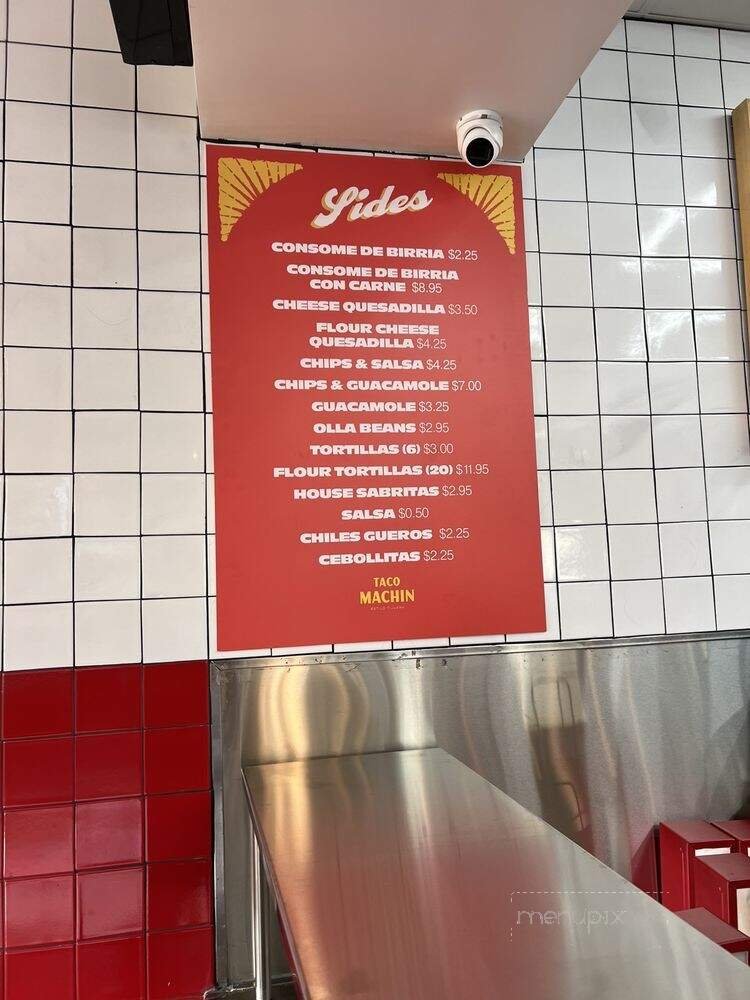 Sides
CONSOME DE BIRRIA $2.25
CONSOME DE BIRRIA
CON CARNE $8.95
CHEESE QUESADILLA $3.50
FLOUR CHEESE
QUESADILLA $4.25
CHIPS & SALSA $4.25
CHIPS & GUACAMOLE $7.00
GUACAMOLE $3.25
OLLA BEANS $2.95
TORTILLAS (6) $3.00
FLOUR TORTILLAS (20) $11.95
HOUSE SABRITAS $2.95
SALSA $0.50
CHILES GUEROS $2.25
CEBOLLITAS $2.25
TACO
MACHIN
menupix